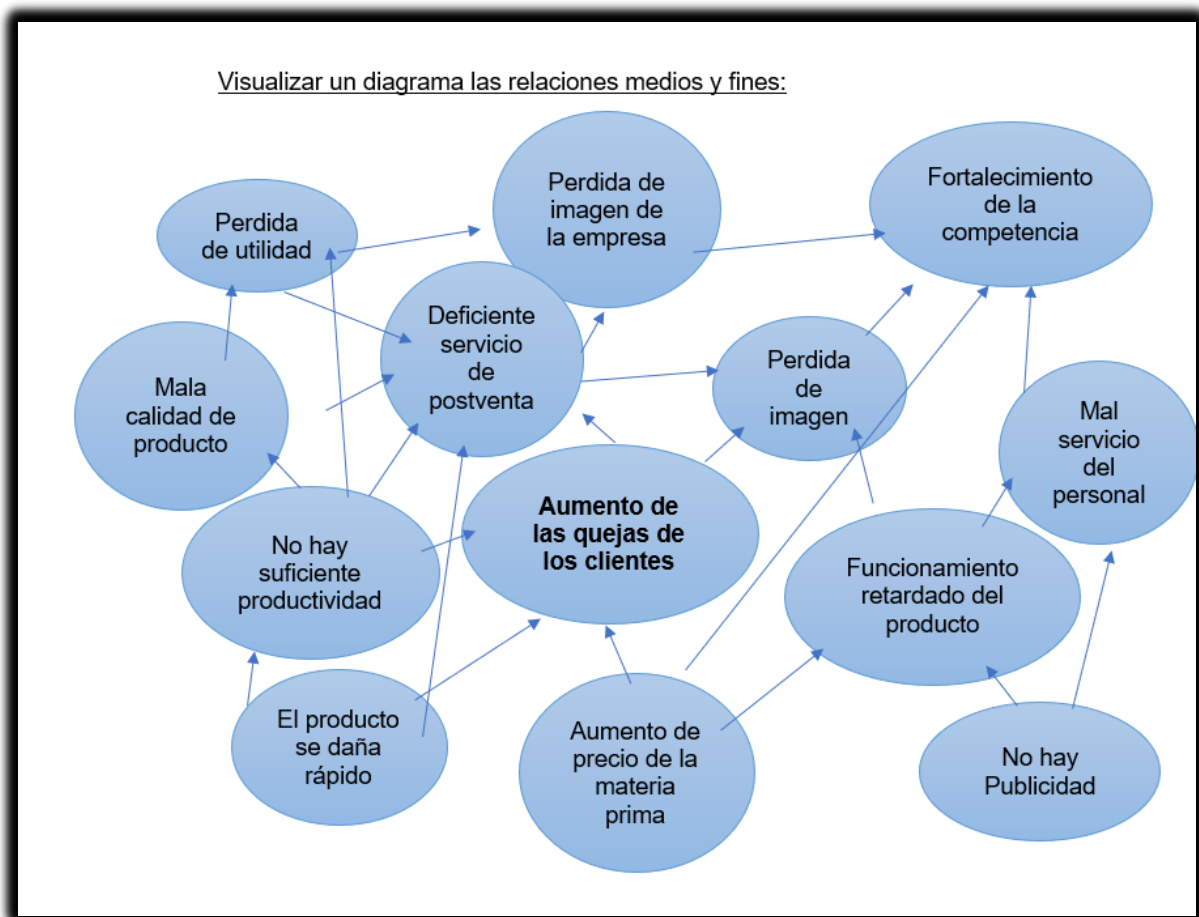 Visualizar un diagrama las relaciones medios y fines:
Perdida
de utilidad
Perdida de
imagen de
la empresa
Fortalecimiento
de la
competencia
Mala
calidad de
producto
Deficiente
servicio
de
postventa
Perdida
de
imagen
Mal
servicio
del
personal
No hay
suficiente
productividad
Aumento de
las quejas de
los clientes
Funcionamiento
retardado del
producto
El producto
se daña
rápido
Aumento de
precio de la
materia
prima
No hay
Publicidad